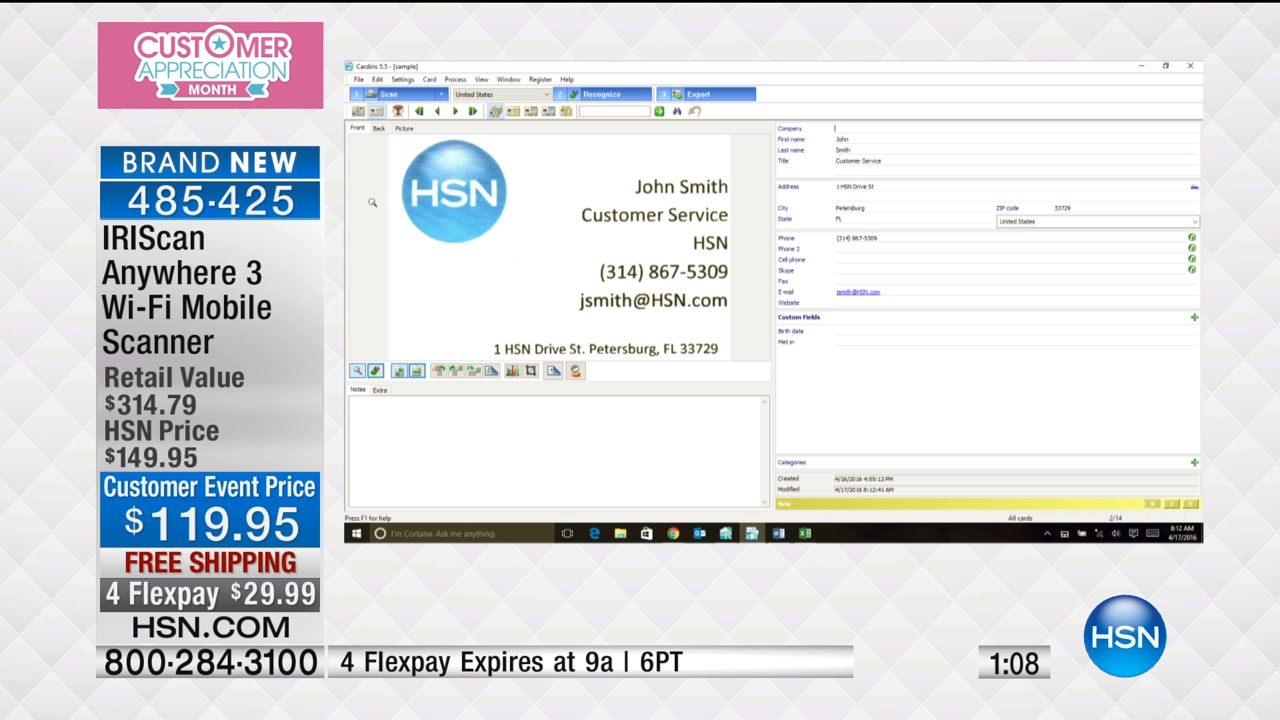 CUSTOMER
APPRECIATION
MONTH
BRAND NEW
485-425
IRIScan
Anywhere 3
Wi-Fi Mobile
Scanner
Retail Value
$314.79
HSN Price
$149.95
Customer Event Price
$119.95
FREE SHIPPING
4 Flexpay $29.99
HSN.COM
800-284-3100
Cardiris 5.5 - [sample]
File Edit Settings Card Process View Window Register Help
1 Scan United States 2 Recognize 3 Export
Front Back Picture
HSN
John Smith
Customer Service
HSN
(314) 867-5309
jsmith@HSN.com
1 HSN Drive St. Petersburg, FL 33729
Notes Extra
Company
First name John
Last name Smith
Title Customer Service
Address 1 HSN Drive St
City Petersburg ZIP code 33729
State FL United States
Phone (314) 867-5309
Phone 2
Cell phone
Skype
Fax
E-mail jsmith@HSN.com
Website
Custom Fields
Birth date
Met in
Categories
Created 4/16/2016 4:55:13 PM
Modified 4/17/2016 8:12:41 AM
New
Press F1 for help All cards 2/14
I'm Cortana. Ask me anything.
8:12 AM
4/17/2016
4 Flexpay Expires at 9a | 6PT
1:08
HSN